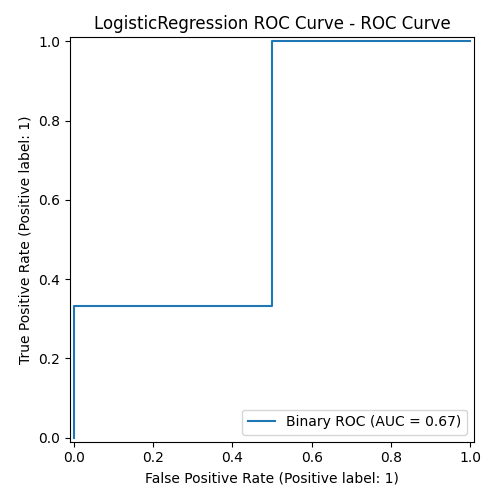 LogisticRegression ROC Curve - ROC Curve
True Positive Rate (Positive label: 1)
1.0
0.8
0.6
0.4
0.2
0.0
Binary ROC (AUC = 0.67)
0.0 0.2 0.4 0.6 0.8 1.0
False Positive Rate (Positive label: 1)